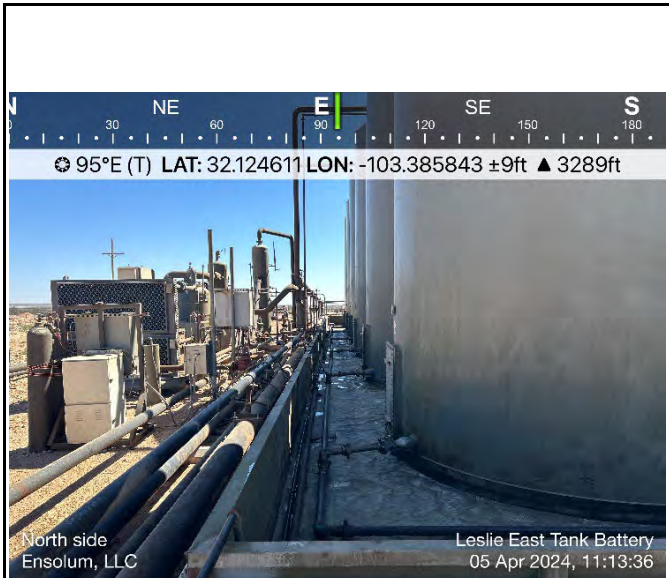 N NE E SE S
0 30 60 90 120 150 180
95°E (T) LAT: 32.124611 LON: -103.385843 ±9ft ▲ 3289ft
North side
Ensolum, LLC
Leslie East Tank Battery
05 Apr 2024, 11:13:36